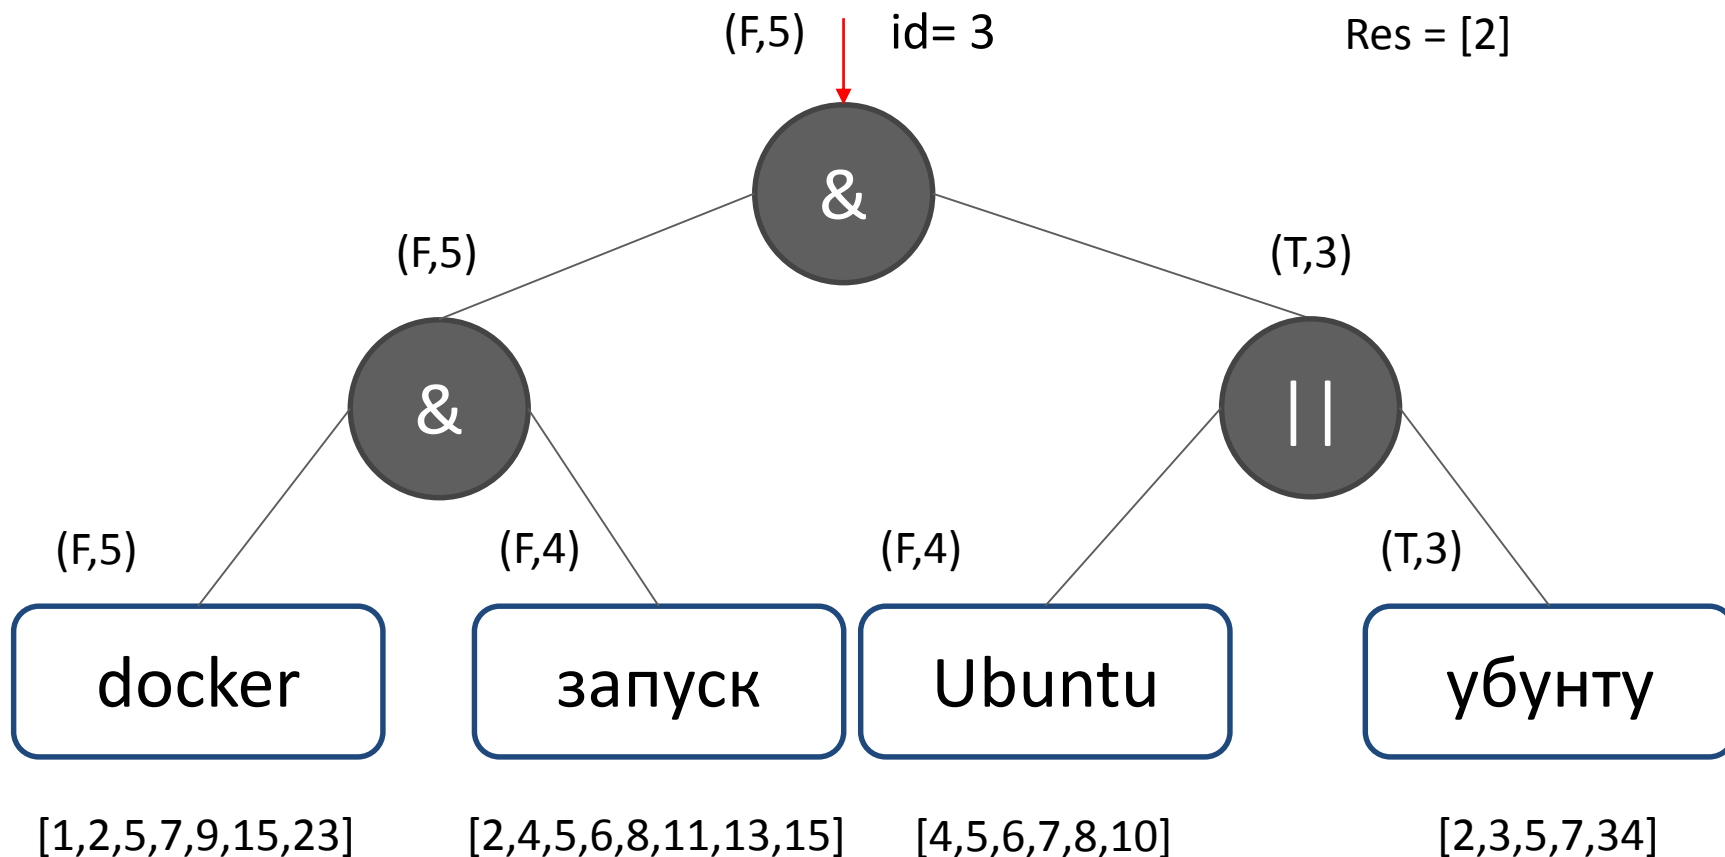 (F,5) id= 3 Res = [2]
&
(F,5) (T,3)
& ||
(F,5) (F,4) (F,4) (T,3)
docker запуск Ubuntu убунту
[1,2,5,7,9,15,23] [2,4,5,6,8,11,13,15] [4,5,6,7,8,10] [2,3,5,7,34]